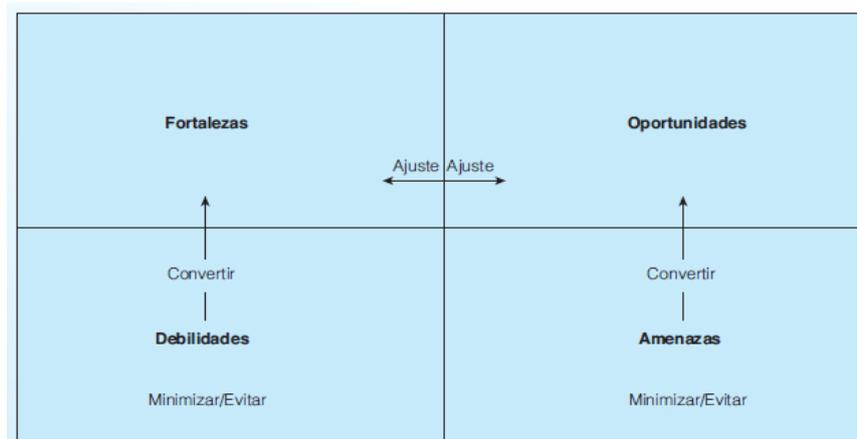 Fortalezas
Oportunidades
Ajuste Ajuste
Convertir
Convertir
Debilidades
Amenazas
Minimizar/Evitar
Minimizar/Evitar